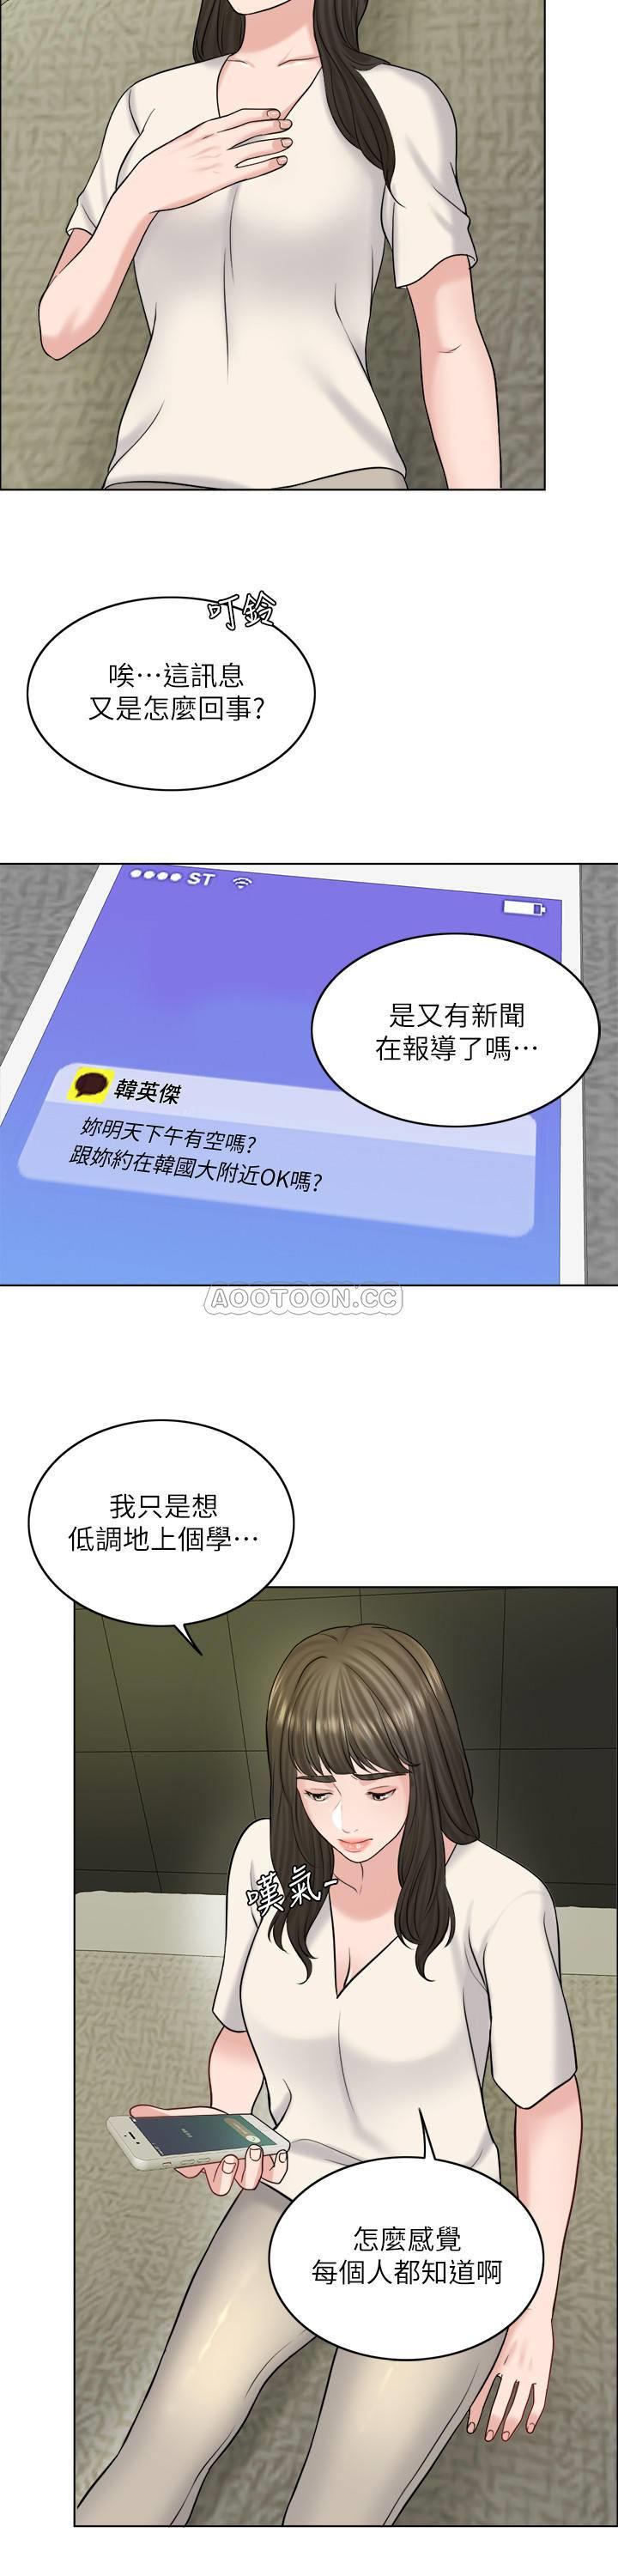 叮鈴
唉⋯這訊息
又是怎麼回事?
ST
是又有新聞
在報導了嗎⋯
韓英傑
妳明天下午有空嗎?
跟妳約在韓國大附近OK嗎?
AOOTOON.CC
我只是想
低調地上個學⋯
嘆氣-
怎麼感覺
每個人都知道啊